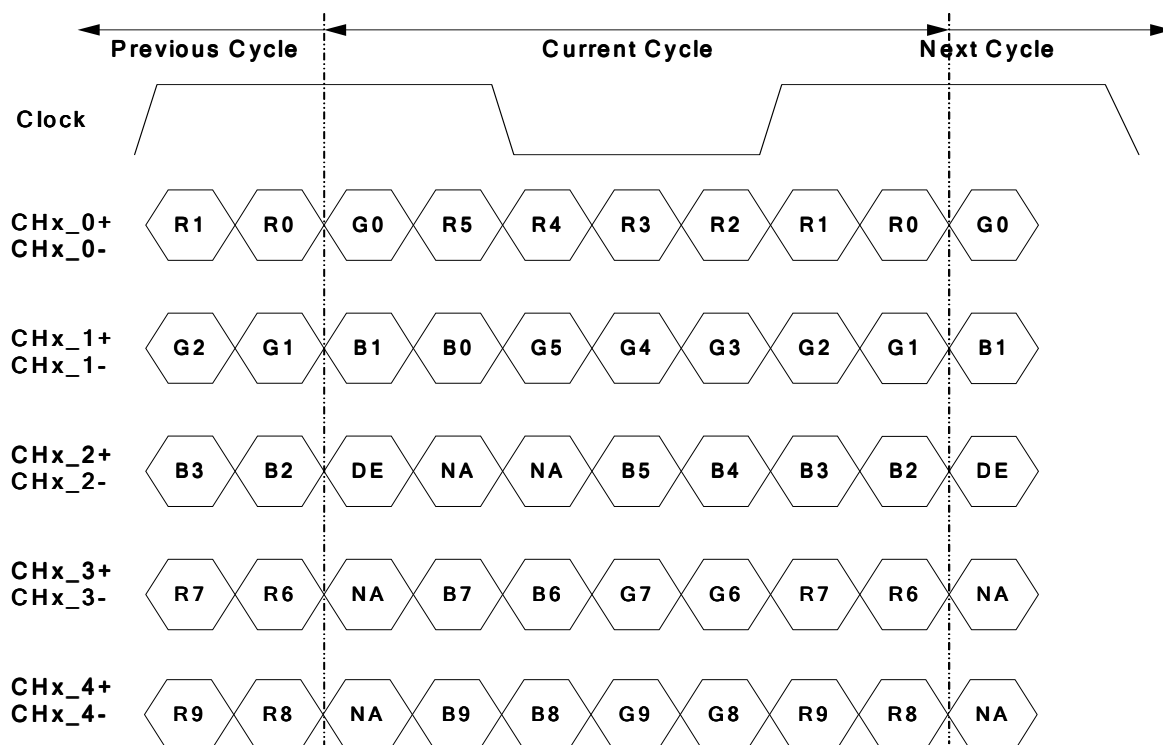 Previous Cycle Current Cycle Next Cycle
Clock
CHx_0+
CHx_0-
R1 R0 G0 R5 R4 R3 R2 R1 R0 G0
CHx_1+
CHx_1-
G2 G1 B1 B0 G5 G4 G3 G2 G1 B1
CHx_2+
CHx_2-
B3 B2 DE NA NA B5 B4 B3 B2 DE
CHx_3+
CHx_3-
R7 R6 NA B7 B6 G7 G6 R7 R6 NA
CHx_4+
CHx_4-
R9 R8 NA B9 B8 G9 G8 R9 R8 NA